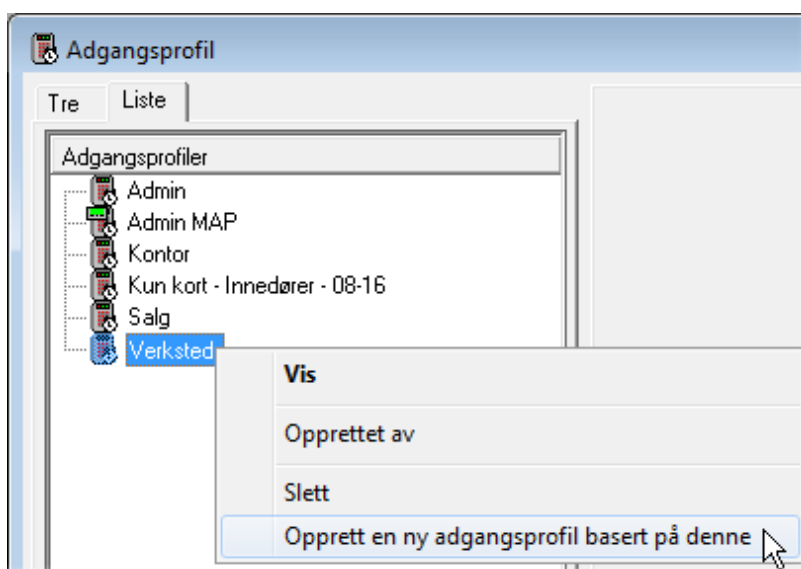 Adgangsprofil
Tre Liste
Adgangsprofiler
Admin
Admin MAP
Kontor
Kun kort - Innedører - 08-16
Salg
Verksted
Vis
Opprettet av
Slett
Opprett en ny adgangsprofil basert på denne